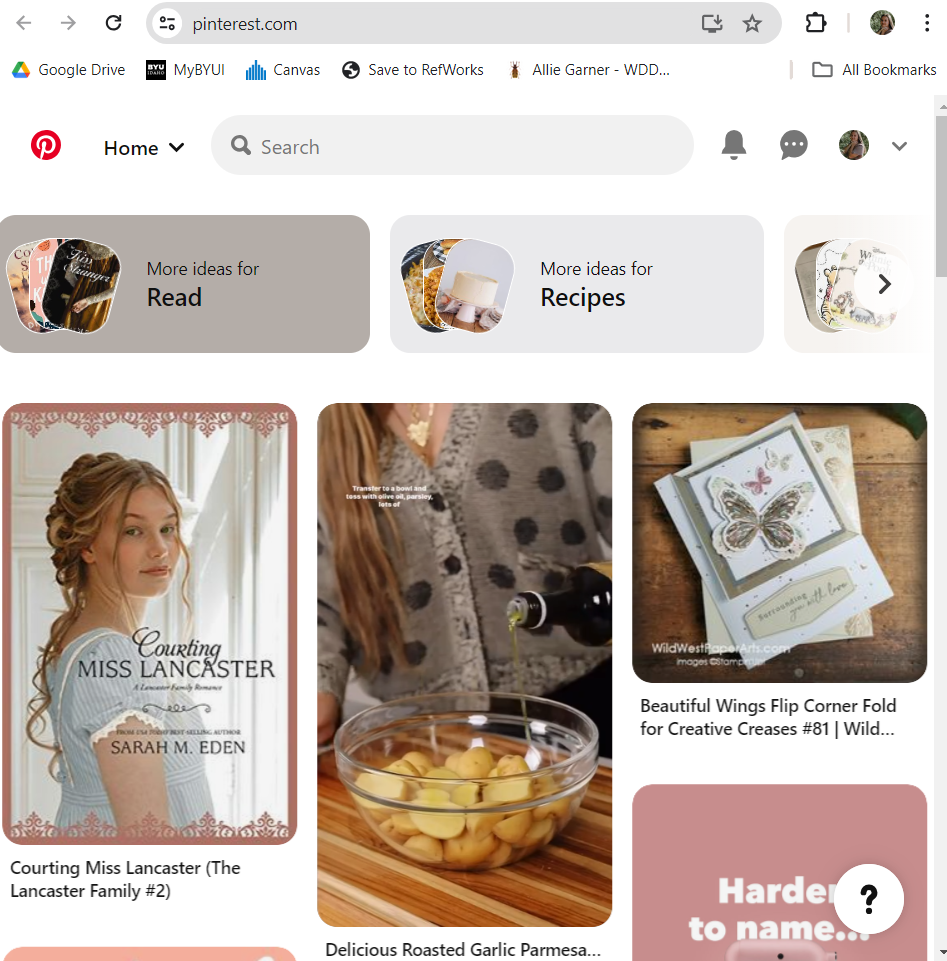 pinterest.com
Google Drive
BYU
IDAHO
MyBYUI
Canvas
Save to RefWorks
Allie Garner - WDD...
All Bookmarks
Home
Search
More ideas for
Read
More ideas for
Recipes
Courting
MISS LANCASTER
A Lancaster Family Romance
FROM USA TODAY BEST-SELLING AUTHOR
SARAH M. EDEN
Courting Miss Lancaster (The
Lancaster Family #2)
Transfer to a bowl and
toss with olive oil, parsley,
lots of
Delicious Roasted Garlic Parmesa...
Surrounding
you with love
WildWestPaperArts.com
Images ©Stampin'Up!
Beautiful Wings Flip Corner Fold
for Creative Creases #81 | Wild...
Harder
to name...
?